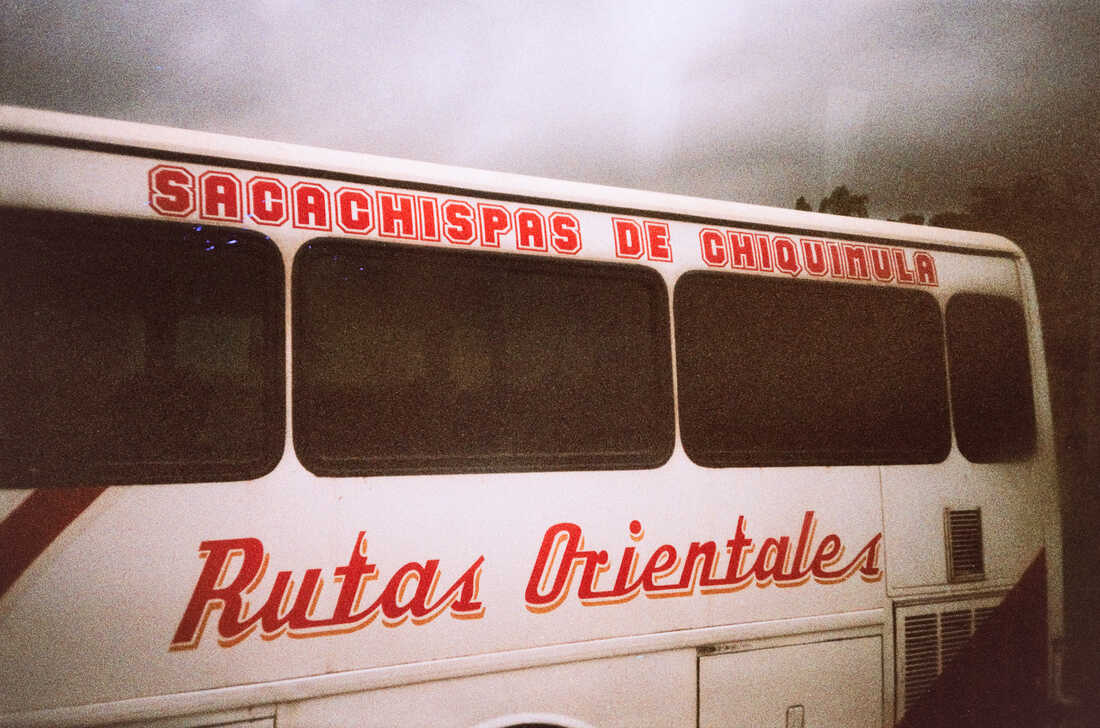 SACACHISPAS DE CHIQUIMULA
Rutas Orientales